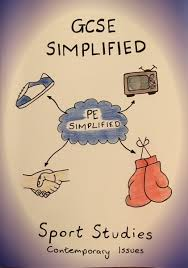 GCSE
SIMPLIFIED
PE
SIMPLIFIED
Sport Studies
Contemporary Issues